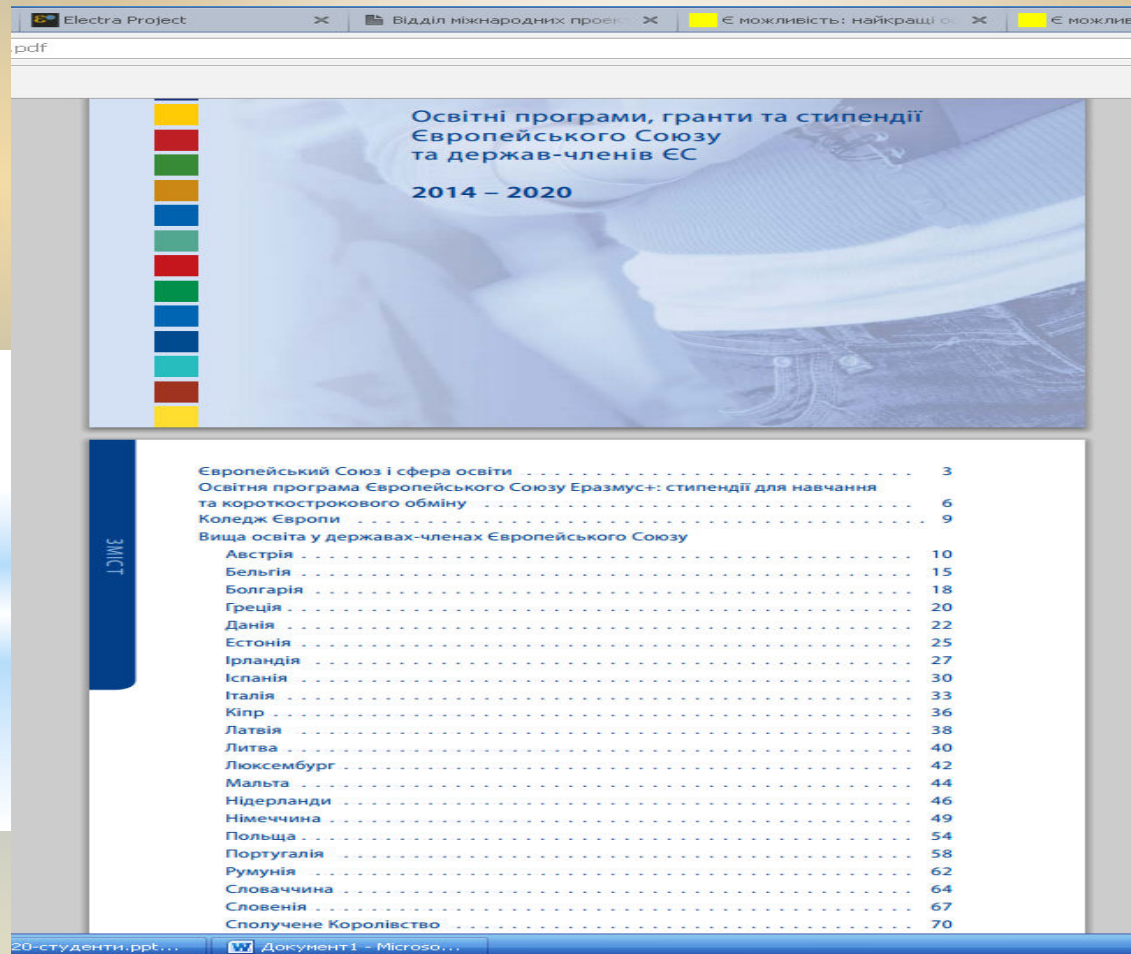 Electra Project
Відділ міжнародних проек
Є можливість: найкращі о
Є можлив
.pdf
Освітні програми, гранти та стипендії
Європейського Союзу
та держав-членів ЄС
2014 – 2020
ЗМІСТ
Європейський Союз і сфера освіти . . . . . . . . . . . . . . . . . . . . . . . . . . . . 3
Освітня програма Європейського Союзу Еразмус+: стипендії для навчання
та короткострокового обміну . . . . . . . . . . . . . . . . . . . . . . . . . . . . 6
Коледж Європи . . . . . . . . . . . . . . . . . . . . . . . . . . . . 9
Вища освіта у державах-членах Європейського Союзу
Австрія . . . . . . . . . . . . . . . . . . . . . . . . . . . . 10
Бельгія . . . . . . . . . . . . . . . . . . . . . . . . . . . . 15
Болгарія . . . . . . . . . . . . . . . . . . . . . . . . . . . . 18
Греція . . . . . . . . . . . . . . . . . . . . . . . . . . . . 20
Данія . . . . . . . . . . . . . . . . . . . . . . . . . . . . 22
Естонія . . . . . . . . . . . . . . . . . . . . . . . . . . . . 25
Ірландія . . . . . . . . . . . . . . . . . . . . . . . . . . . . 27
Іспанія . . . . . . . . . . . . . . . . . . . . . . . . . . . . 30
Італія . . . . . . . . . . . . . . . . . . . . . . . . . . . . 33
Кіпр . . . . . . . . . . . . . . . . . . . . . . . . . . . . 36
Латвія . . . . . . . . . . . . . . . . . . . . . . . . . . . . 38
Литва . . . . . . . . . . . . . . . . . . . . . . . . . . . . 40
Люксембург . . . . . . . . . . . . . . . . . . . . . . . . . . . . 42
Мальта . . . . . . . . . . . . . . . . . . . . . . . . . . . . 44
Нідерланди . . . . . . . . . . . . . . . . . . . . . . . . . . . . 46
Німеччина . . . . . . . . . . . . . . . . . . . . . . . . . . . . 49
Польща . . . . . . . . . . . . . . . . . . . . . . . . . . . . 54
Португалія . . . . . . . . . . . . . . . . . . . . . . . . . . . . 58
Румунія . . . . . . . . . . . . . . . . . . . . . . . . . . . . 62
Словаччина . . . . . . . . . . . . . . . . . . . . . . . . . . . . 64
Словенія . . . . . . . . . . . . . . . . . . . . . . . . . . . . 67
Сполучене Королівство . . . . . . . . . . . . . . . . . . . . . . . . . . . . 70
20-студенти.ppt...
Документ1 - Microso...